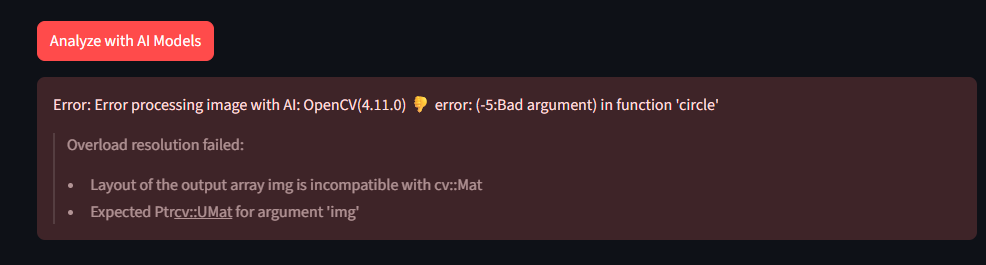 Analyze with AI Models
Error: Error processing image with AI: OpenCV(4.11.0) 👎 error: (-5:Bad argument) in function 'circle'
Overload resolution failed:
• Layout of the output array img is incompatible with cv::Mat
• Expected Ptrcv::UMat for argument 'img'